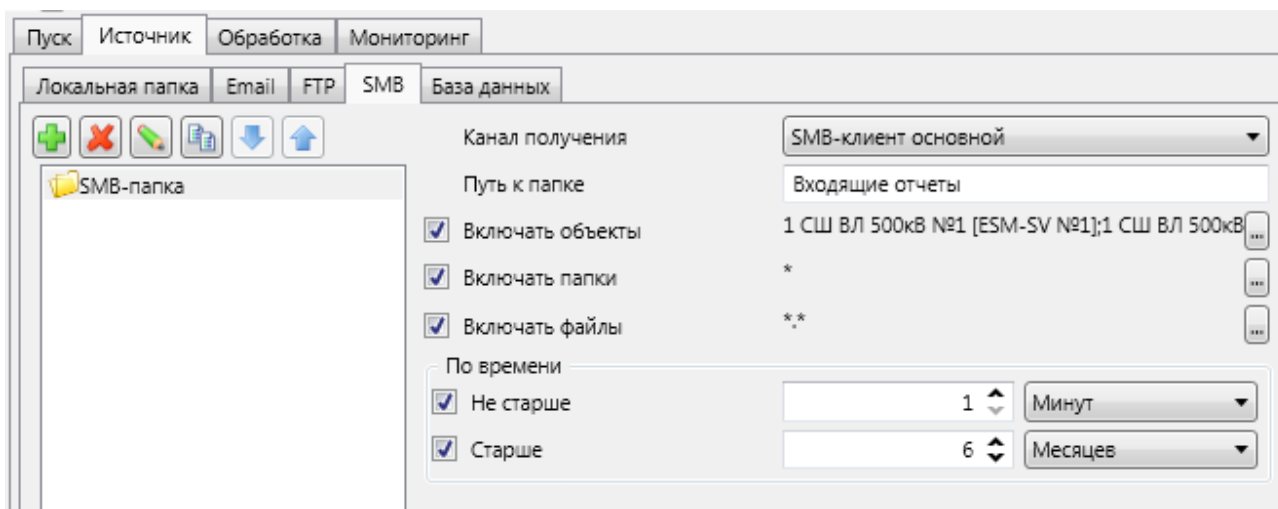 Пуск Источник Обработка Мониторинг
Локальная папка Email FTP SMB База данных
Канал получения SMB-клиент основной
SMB-папка
Путь к папке Входящие отчеты
Включать объекты 1 СШ ВЛ 500кВ №1 [ESM-SV №1];1 СШ ВЛ 500кВ ...
Включать папки * ...
Включать файлы *.* ...
По времени
Не старше 1 Минут
Старше 6 Месяцев